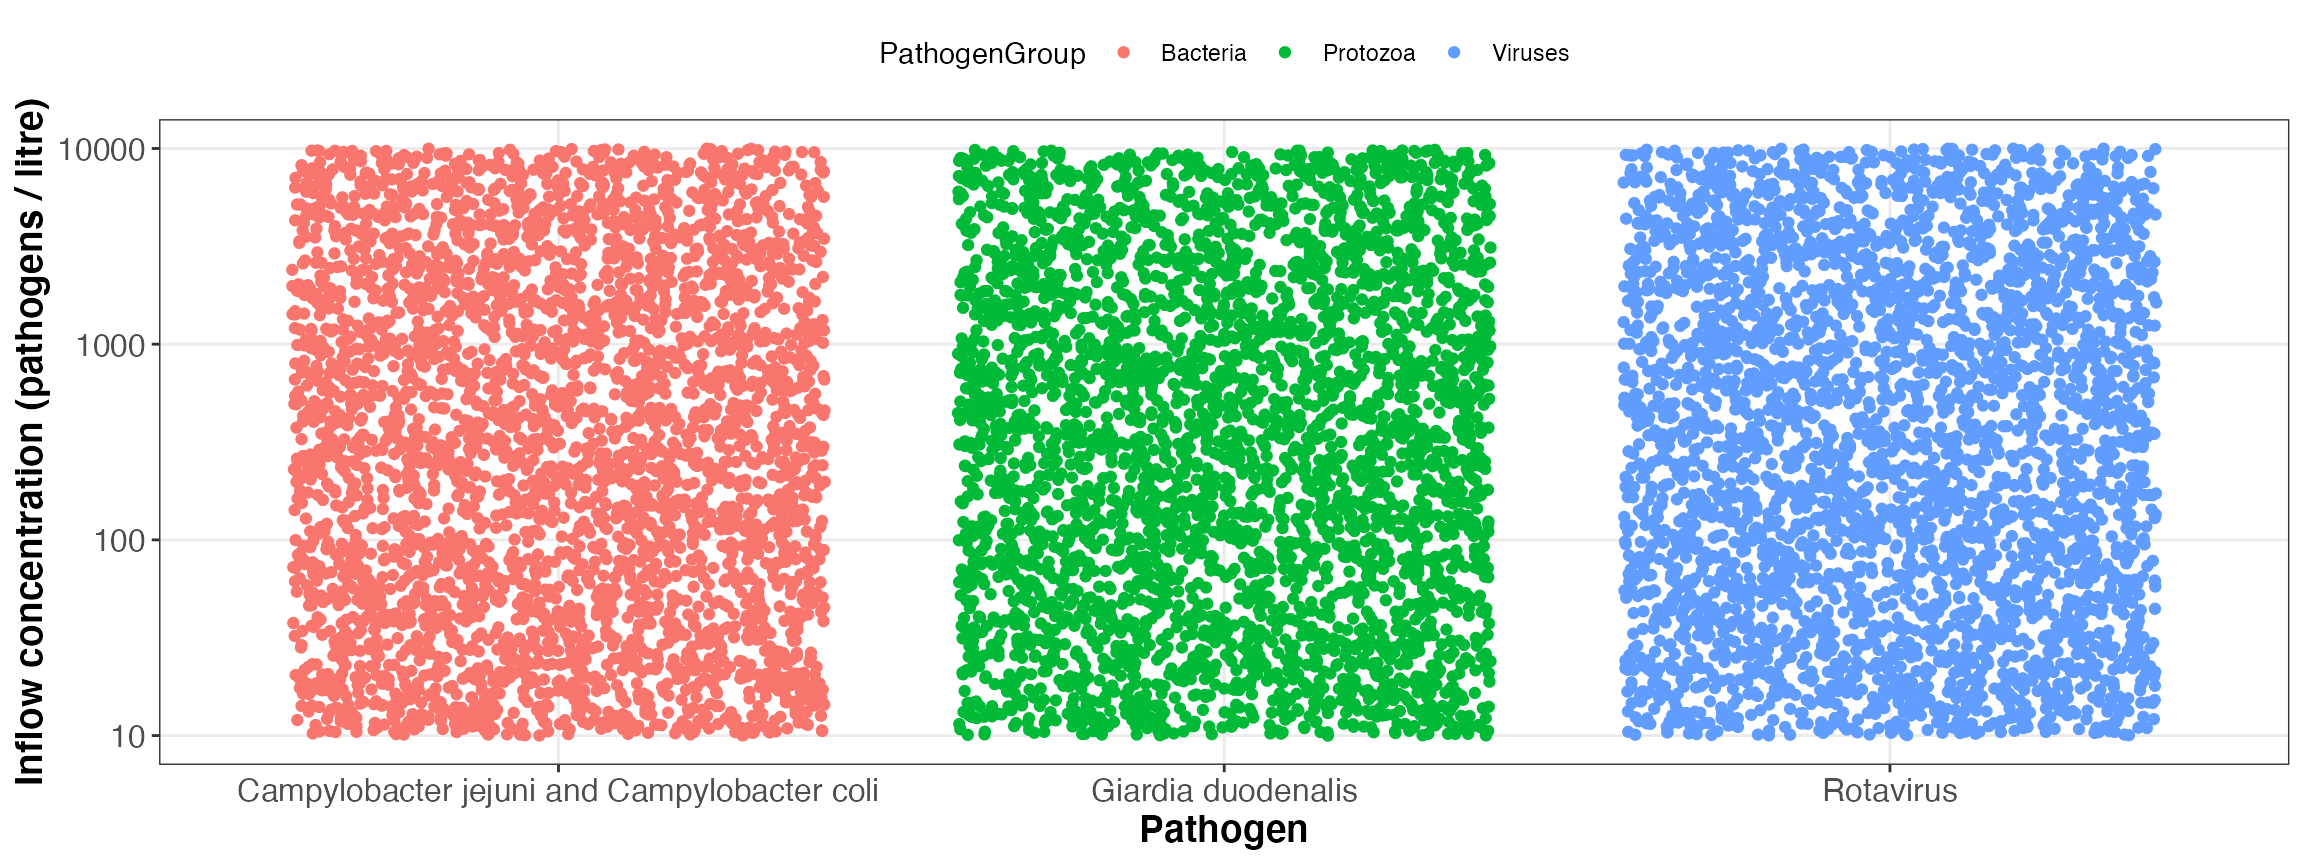 PathogenGroup Bacteria Protozoa Viruses
Inflow concentration (pathogens / litre)
10000
1000
100
10
Campylobacter jejuni and Campylobacter coli Giardia duodenalis Rotavirus
Pathogen